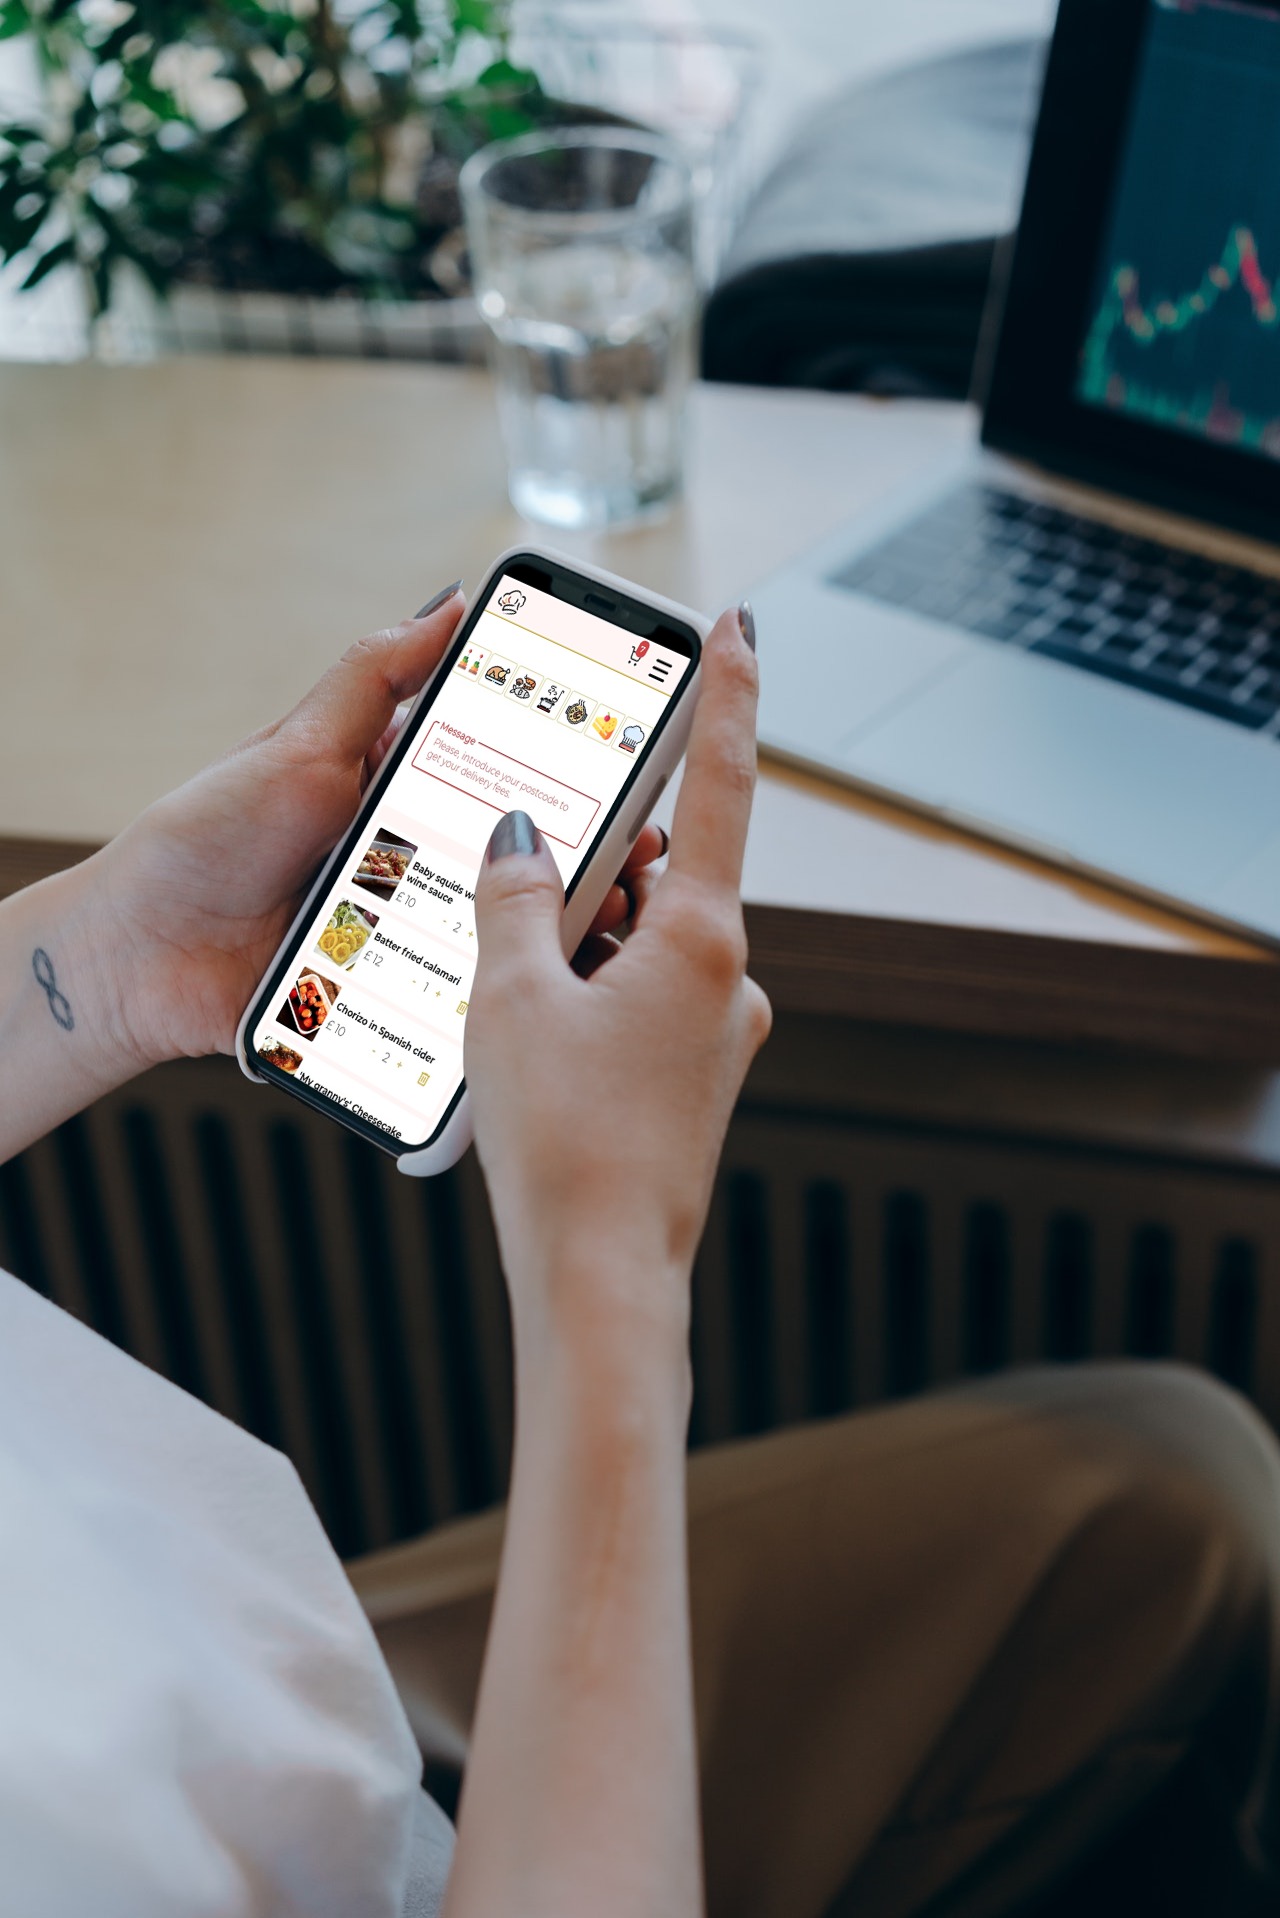 7
Message
Please, introduce your postcode to
get your delivery fees.
Baby squids
wine sauce
£10
- 2 +
Batter fried calamari
£12
- 1 +
Chorizo in Spanish cider
£10
- 2 +
'My granny's' Cheesecake